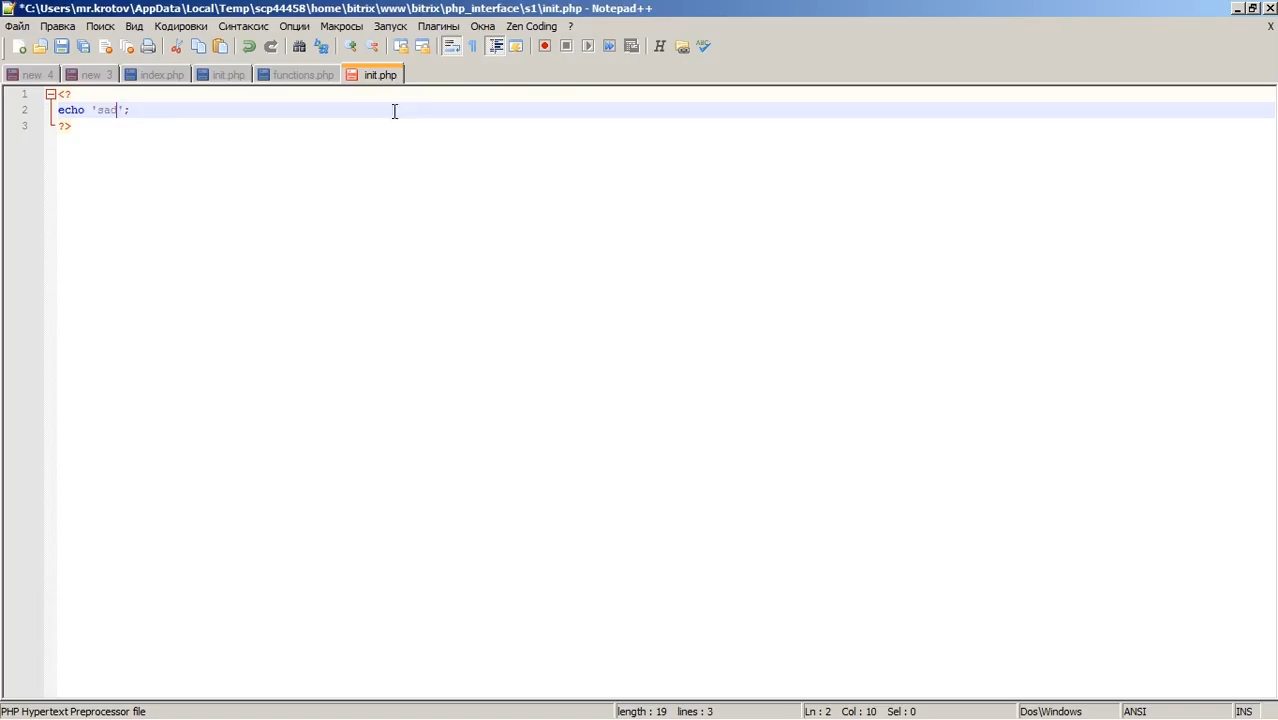 *C:\Users\mr.krotov\AppData\Local\Temp\scp44458\home\bitrix\www\bitrix\php_interface\s1\init.php - Notepad++
Файл Правка Поиск Вид Кодировки Синтаксис Опции Макросы Запуск Плагины Окна Zen Coding ? X
new 4 new 3 index.php init.php functions.php init.php
1 <?
2 echo 'sad';
3 ?>
PHP Hypertext Preprocessor file length : 19 lines : 3 Ln : 2 Col : 10 Sel : 0 Dos\Windows ANSI INS